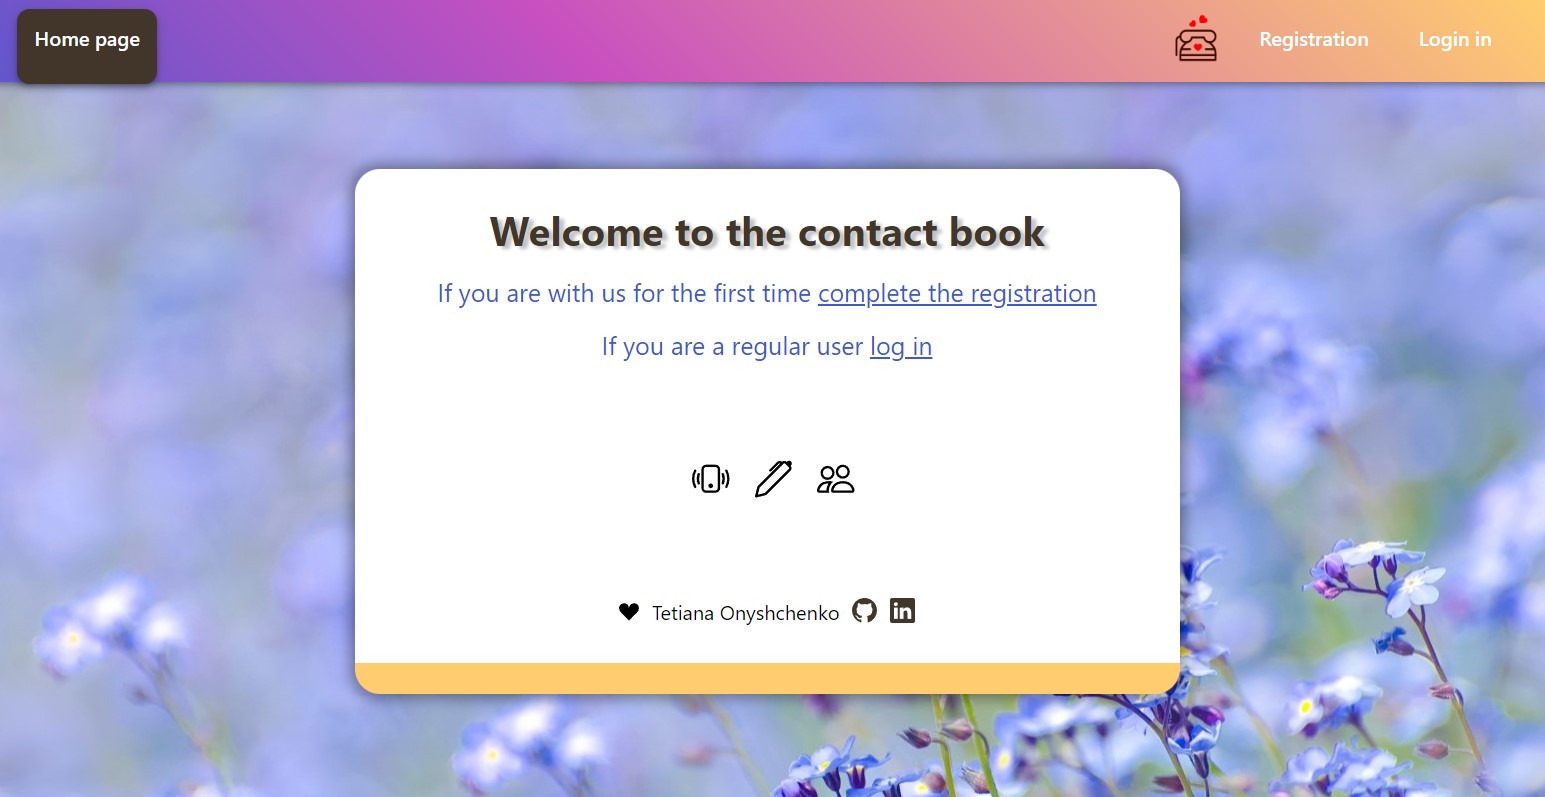 Home page
Registration
Login in
Welcome to the contact book
If you are with us for the first time complete the registration
If you are a regular user log in
Tetiana Onyshchenko
in